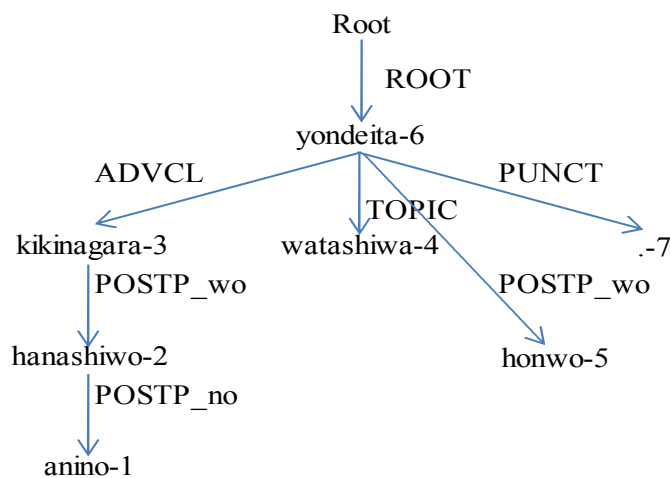 Root
ROOT
yondeita-6
ADVCL
PUNCT
TOPIC
kikinagara-3
watashiwa-4
.-7
POSTP_wo
POSTP_wo
hanashiwo-2
honwo-5
POSTP_no
anino-1